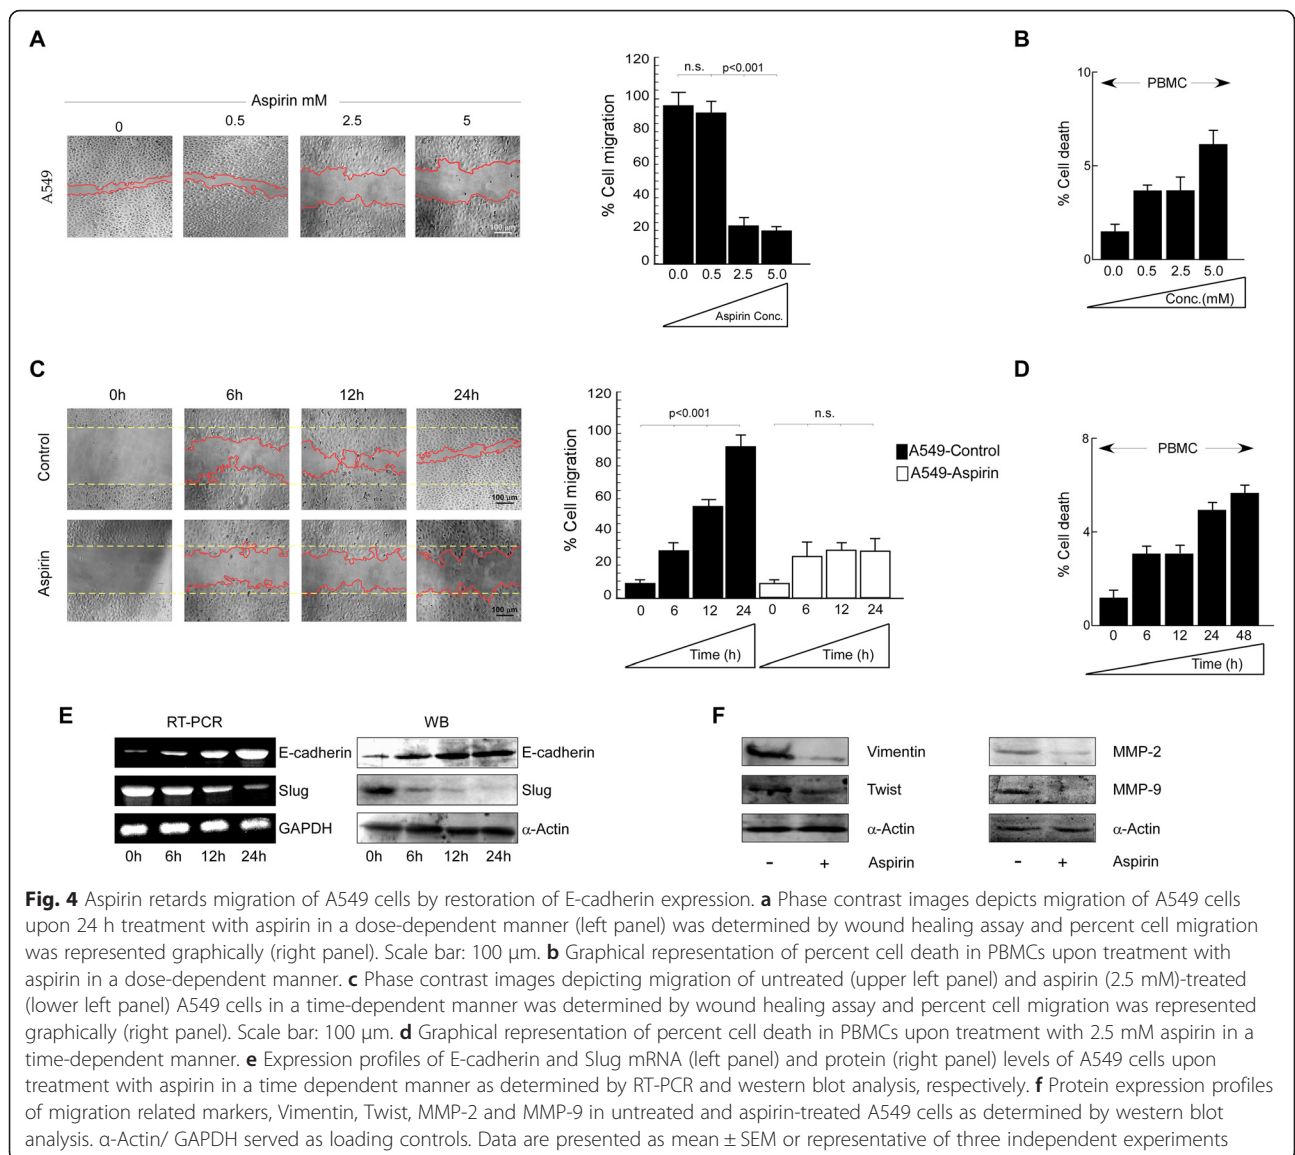 A
Aspirin mM
0 0.5 2.5 5
A549
100 µm
% Cell migration
120
100
80
60
40
20
0
n.s. p<0.001
0.0 0.5 2.5 5.0
Aspirin Conc.
B
% Cell death
10
5
0
PBMC
0.0 0.5 2.5 5.0
Conc.(mM)
C
0h 6h 12h 24h
Control
100 µm
Aspirin
100 µm
% Cell migration
120
100
80
60
40
20
0
p<0.001 n.s.
A549-Control
A549-Aspirin
0 6 12 24 0 6 12 24
Time (h) Time (h)
D
% Cell death
8
4
0
PBMC
0 6 12 24 48
Time (h)
E
RT-PCR WB
E-cadherin E-cadherin
Slug Slug
GAPDH α-Actin
0h 6h 12h 24h 0h 6h 12h 24h
F
Vimentin MMP-2
Twist MMP-9
α-Actin α-Actin
- + Aspirin - + Aspirin
Fig. 4 Aspirin retards migration of A549 cells by restoration of E-cadherin expression. a Phase contrast images depicts migration of A549 cells
upon 24 h treatment with aspirin in a dose-dependent manner (left panel) was determined by wound healing assay and percent cell migration
was represented graphically (right panel). Scale bar: 100 µm. b Graphical representation of percent cell death in PBMCs upon treatment with
aspirin in a dose-dependent manner. c Phase contrast images depicting migration of untreated (upper left panel) and aspirin (2.5 mM)-treated
(lower left panel) A549 cells in a time-dependent manner was determined by wound healing assay and percent cell migration was represented
graphically (right panel). Scale bar: 100 µm. d Graphical representation of percent cell death in PBMCs upon treatment with 2.5 mM aspirin in a
time-dependent manner. e Expression profiles of E-cadherin and Slug mRNA (left panel) and protein (right panel) levels of A549 cells upon
treatment with aspirin in a time dependent manner as determined by RT-PCR and western blot analysis, respectively. f Protein expression profiles
of migration related markers, Vimentin, Twist, MMP-2 and MMP-9 in untreated and aspirin-treated A549 cells as determined by western blot
analysis. α-Actin/ GAPDH served as loading controls. Data are presented as mean ± SEM or representative of three independent experiments